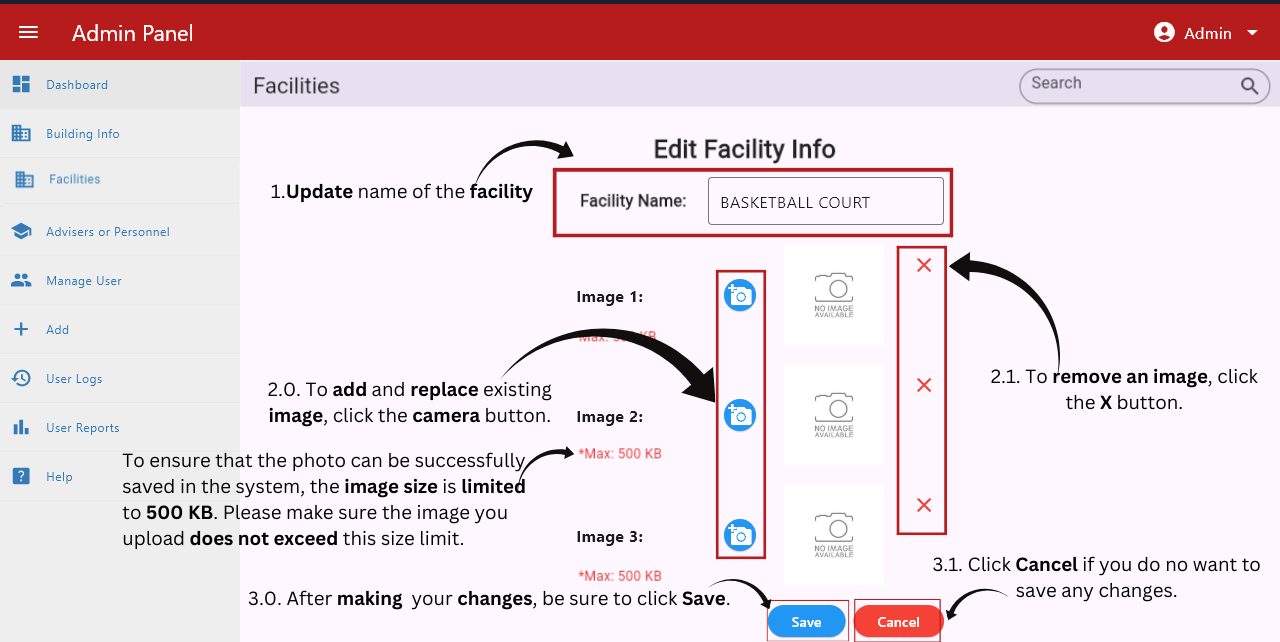 Admin Panel
Admin
Dashboard
Building Info
Facilities
Advisers or Personnel
Manage User
Add
User Logs
User Reports
Help
Facilities
Search
Edit Facility Info
1.Update name of the facility
Facility Name:
BASKETBALL COURT
Image 1:
NO IMAGE
AVAILABLE
*Max: 500 KB
2.0. To add and replace existing
image, click the camera button.
2.1. To remove an image, click
the X button.
Image 2:
NO IMAGE
AVAILABLE
*Max: 500 KB
To ensure that the photo can be successfully
saved in the system, the image size is limited
to 500 KB. Please make sure the image you
upload does not exceed this size limit.
Image 3:
NO IMAGE
AVAILABLE
*Max: 500 KB
3.0. After making your changes, be sure to click Save.
3.1. Click Cancel if you do no want to
save any changes.
Save
Cancel